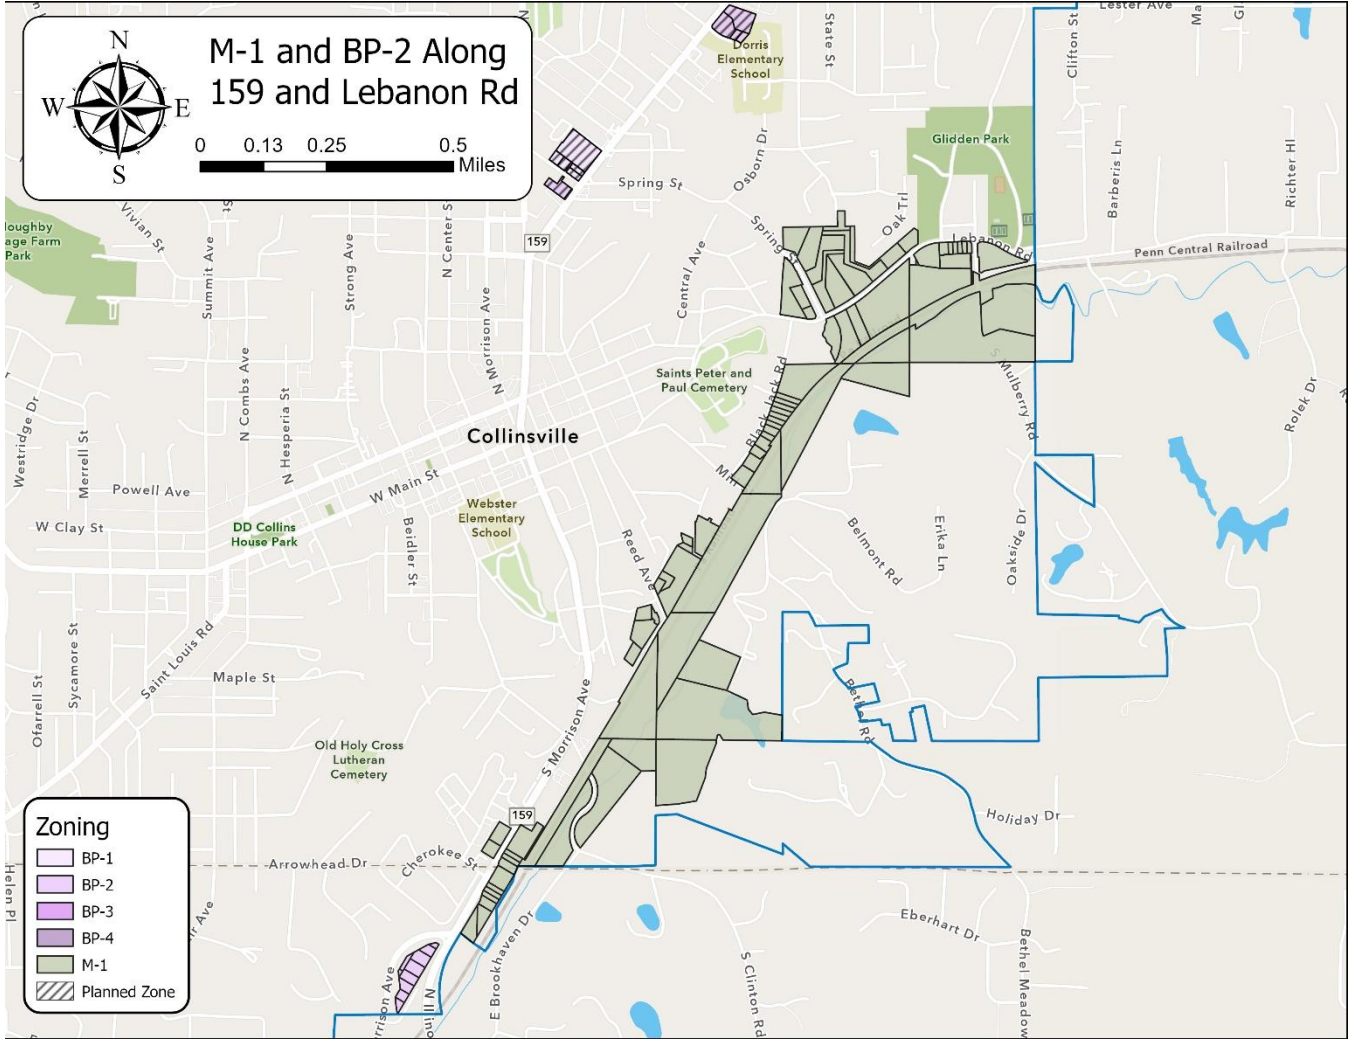 M-1 and BP-2 Along
159 and Lebanon Rd
N
W
E
S
0 0.13 0.25 0.5
Miles
Lester Ave
Clifton St
State St
Dorris
Elementary
School
Glidden Park
Barberis Ln
Richter Hl
Osborn Dr
Spring St
Oak Trl
Spring St
Lebanon Rd
Penn Central Railroad
Vivian St
Park
Summit Ave
Strong Ave
N Center S
159
Central Ave
N Morrison Ave
Saints Peter and
Paul Cemetery
Black Jack Rd
S Mulberry Rd
Rolek Dr
Westridge Dr
Merrell St
N Combs Ave
N Hesperia St
Collinsville
Powell Ave
W Main St
W Clay St
DD Collins
House Park
Beidler St
Webster
Elementary
School
Reed Ave
Belmont Rd
Erika Ln
Oakside Dr
Ofarrell St
Sycamore St
Saint Louis Rd
Maple St
Bethel Rd
Old Holy Cross
Lutheran
Cemetery
S Morrison Ave
159
Holiday Dr
Arrowhead Dr
Cherokee St
Helen Pl
E Brookhaven Dr
Eberhart Dr
S Clinton Rd
Bethel Meadow
rrison Ave
N Illino
Zoning
BP-1
BP-2
BP-3
BP-4
M-1
Planned Zone